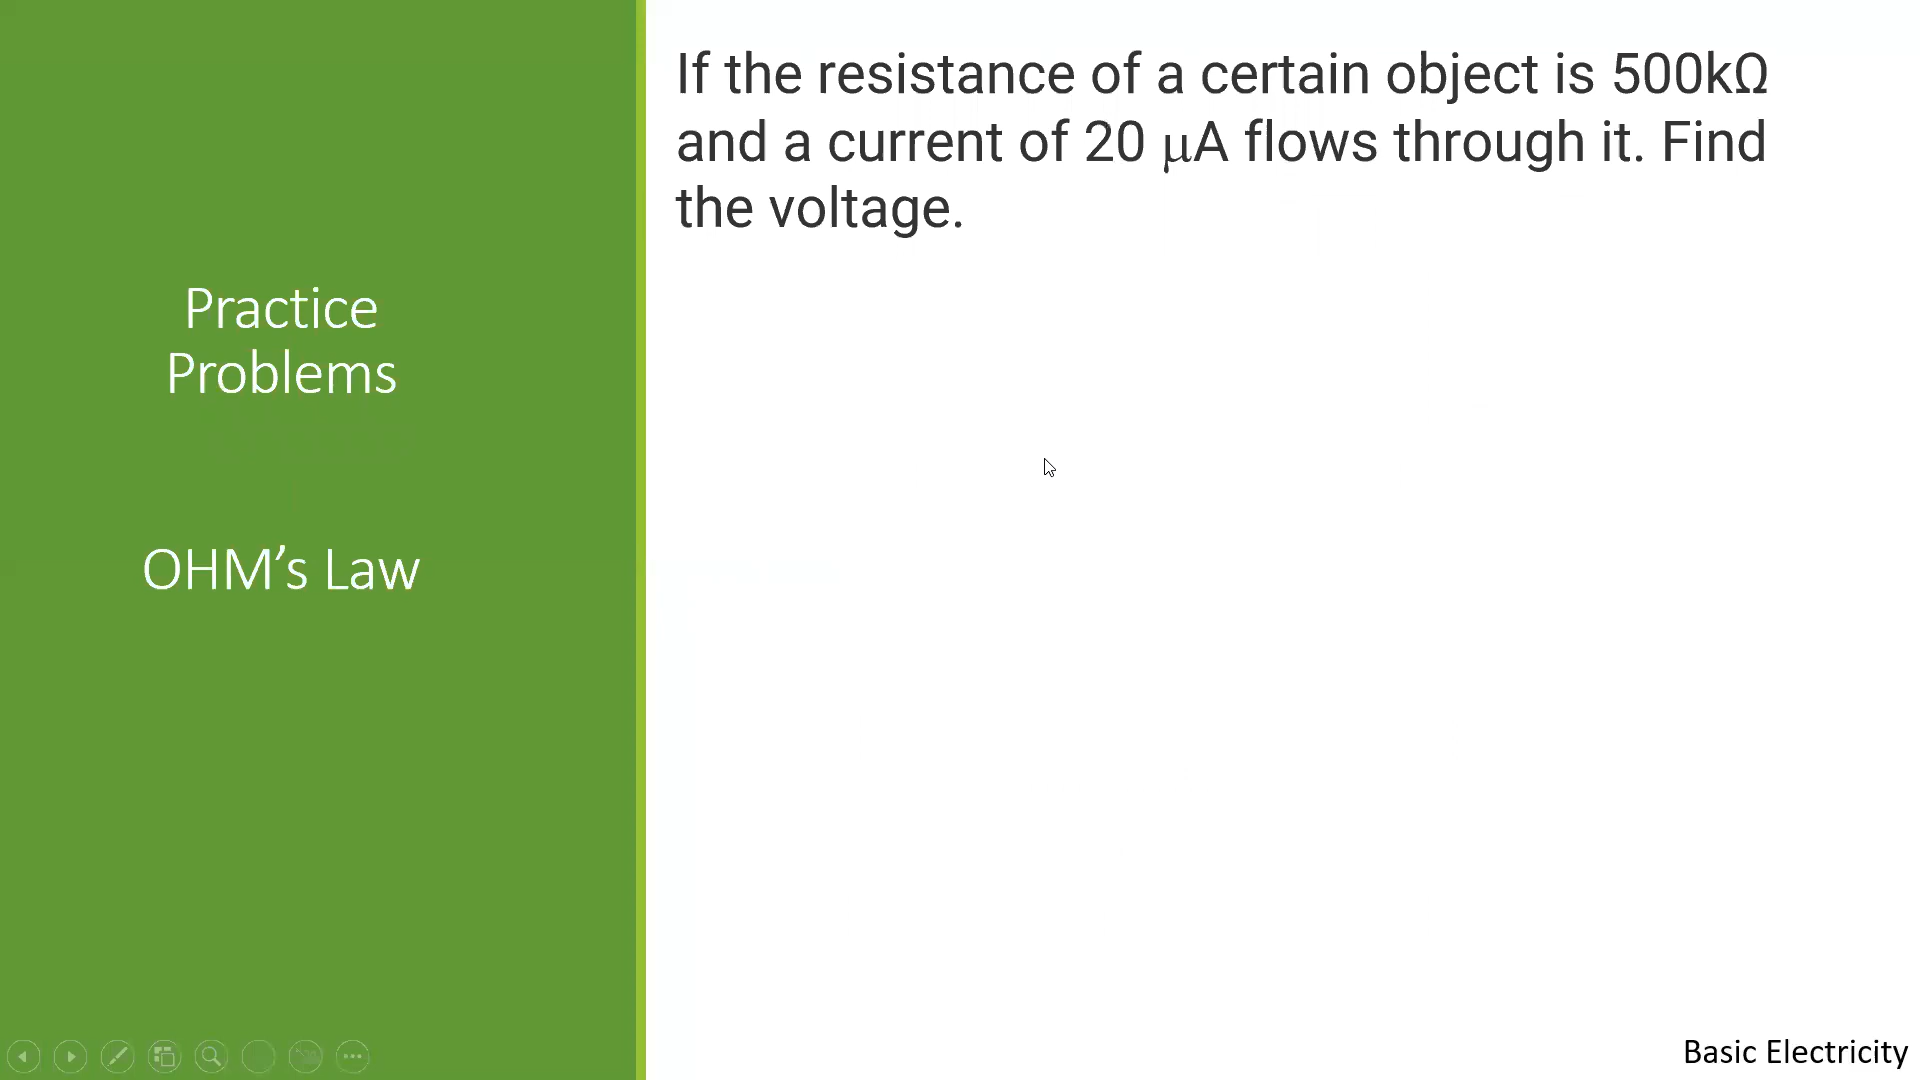 Practice
Problems
OHM’s Law
If the resistance of a certain object is 500kΩ
and a current of 20 μA flows through it. Find
the voltage.
Basic Electricity